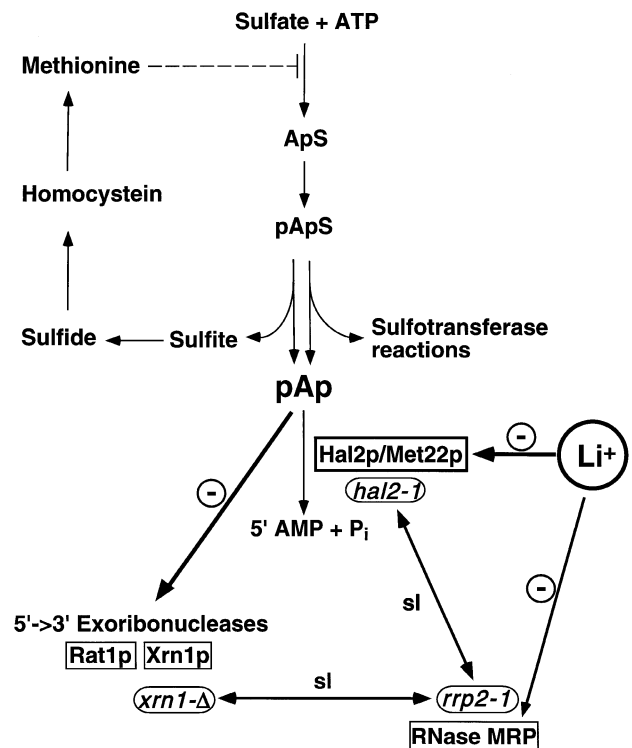 Sulfate + ATP
Methionine
ApS
Homocystein
pApS
Sulfide
Sulfite
Sulfotransferase
reactions
pAp
Hal2p/Met22p
-
Li+
hal2-1
-
5' AMP + Pi
sl
-
5'->3' Exoribonucleases
Rat1p Xrn1p
sl
xrn1-Δ
rrp2-1
RNase MRP